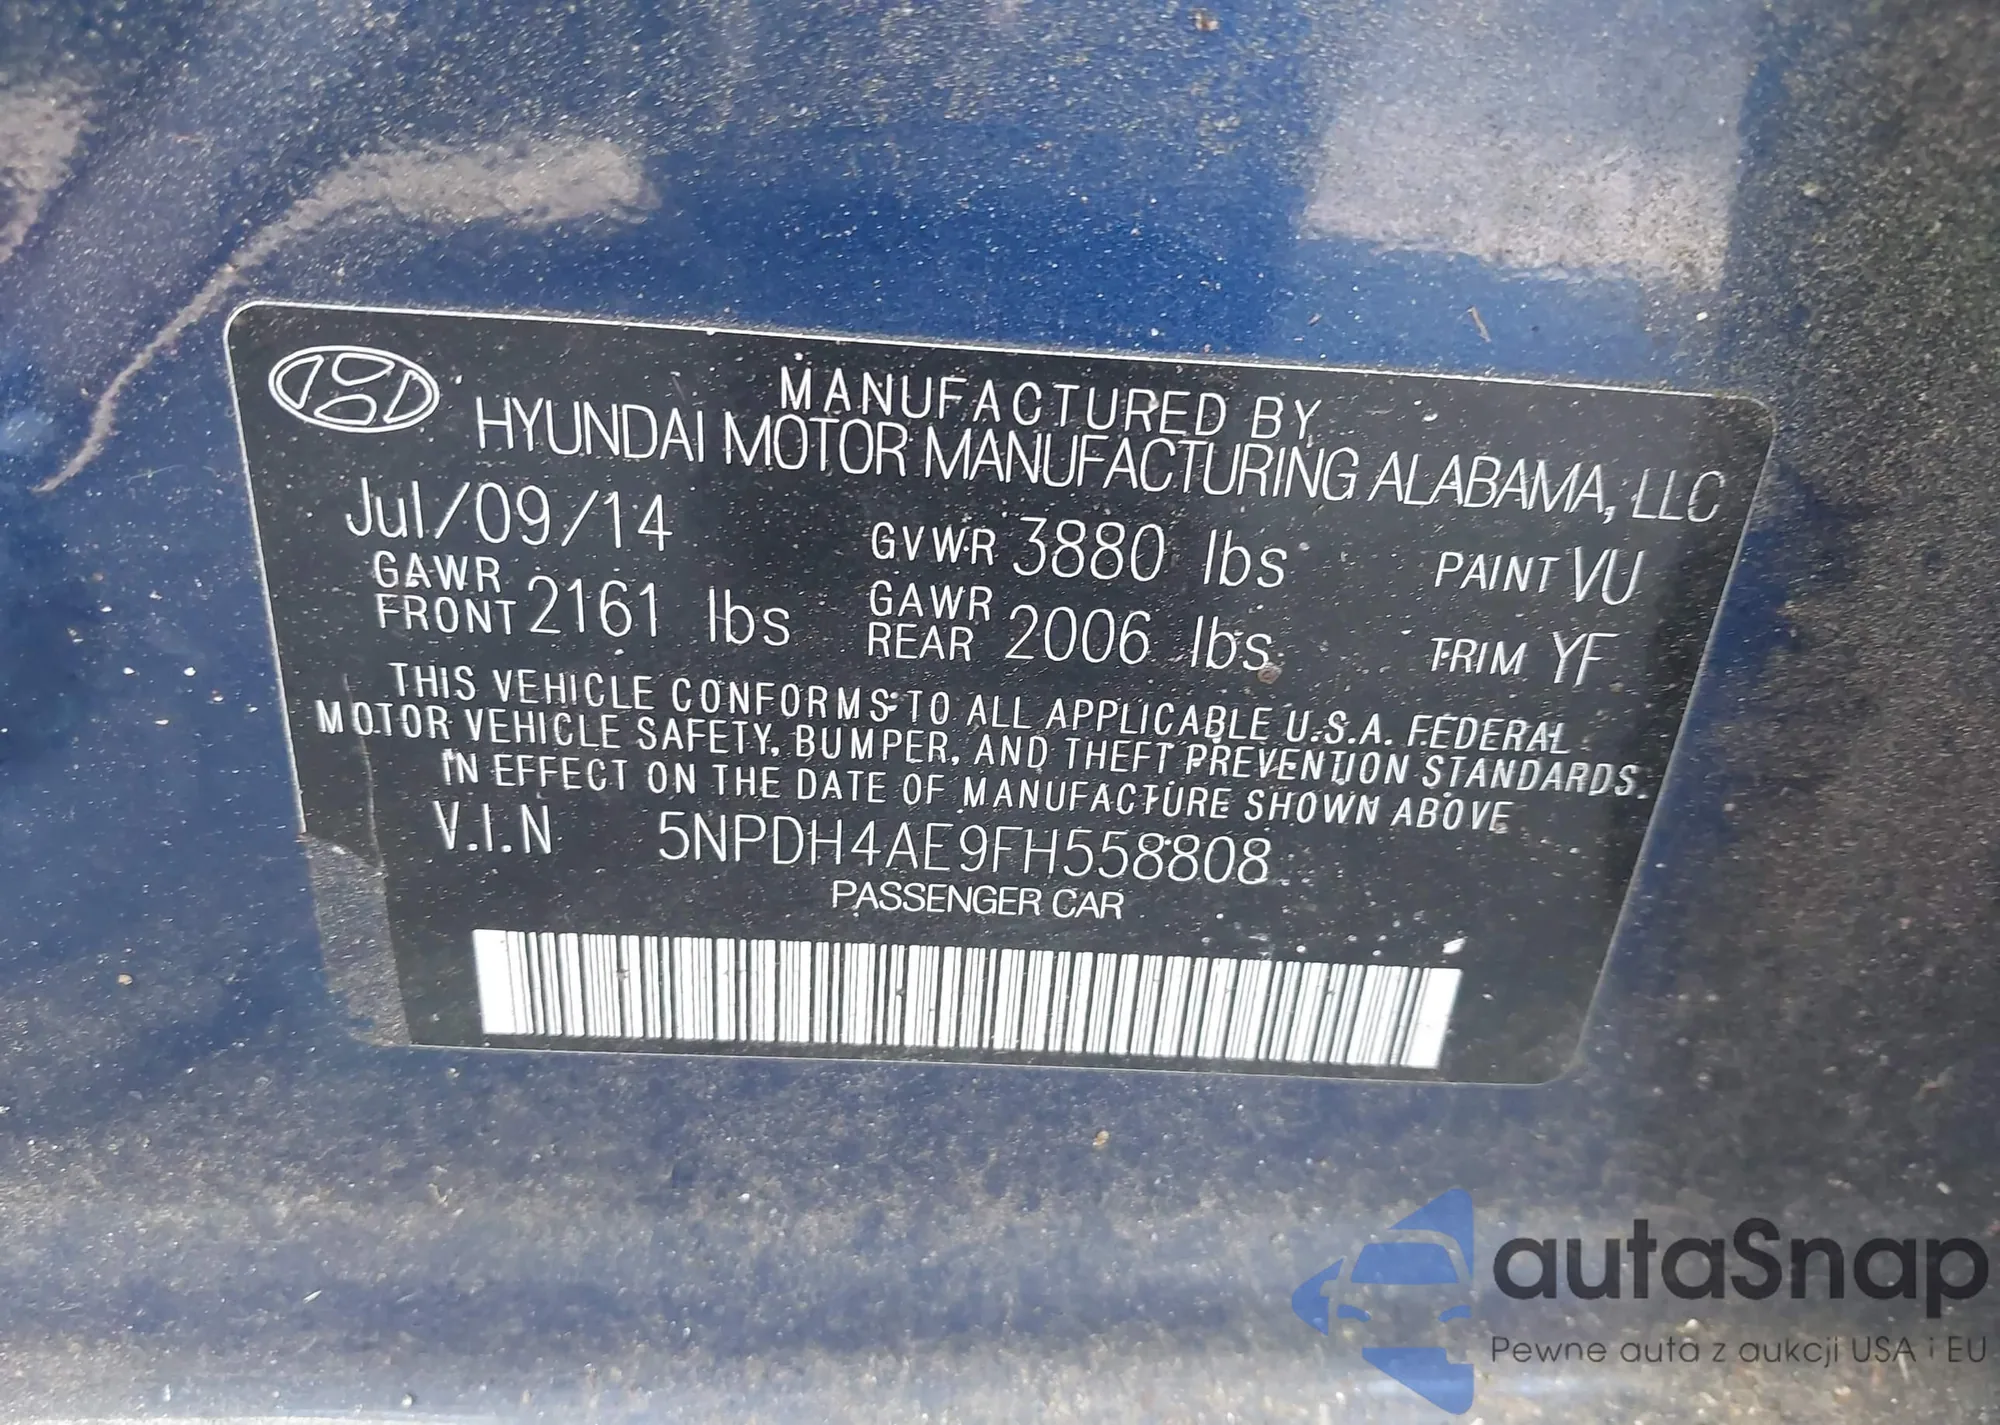 MANUFACTURED BY
HYUNDAI MOTOR MANUFACTURING ALABAMA, LLC
Jul/09/14 GVWR 3880 lbs PAINT VU
GAWR FRONT 2161 lbs GAWR REAR 2006 lbs TRIM YF
THIS VEHICLE CONFORMS TO ALL APPLICABLE U.S.A. FEDERAL
MOTOR VEHICLE SAFETY, BUMPER, AND THEFT PREVENTION STANDARDS
IN EFFECT ON THE DATE OF MANUFACTURE SHOWN ABOVE
V.I.N 5NPDH4AE9FH558808
PASSENGER CAR
autaSnap
Pewne auta z aukcji USA i EU